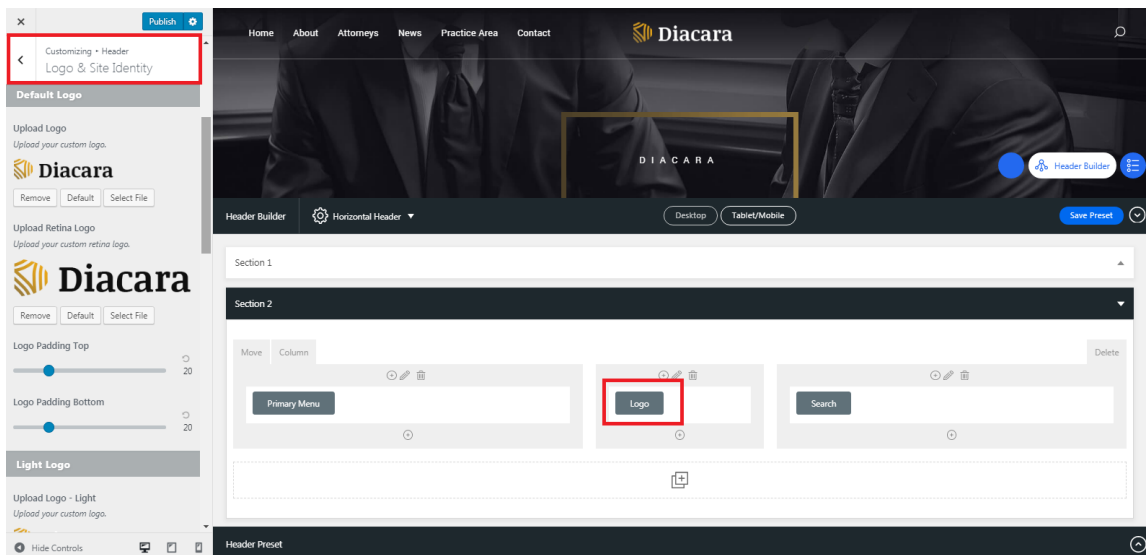 Publish
Customizing • Header
Logo & Site Identity
Default Logo
Upload Logo
Upload your custom logo.
Diacara
Remove Default Select File
Upload Retina Logo
Upload your custom retina logo.
Diacara
Remove Default Select File
Logo Padding Top
20
Logo Padding Bottom
20
Light Logo
Upload Logo - Light
Upload your custom logo.
Hide Controls
Home About Attorneys News Practice Area Contact
Diacara
DIACARA
Header Builder
Header Builder Horizontal Header Desktop Tablet/Mobile Save Preset
Section 1
Section 2
Move Column Delete
Primary Menu Logo Search
Header Preset